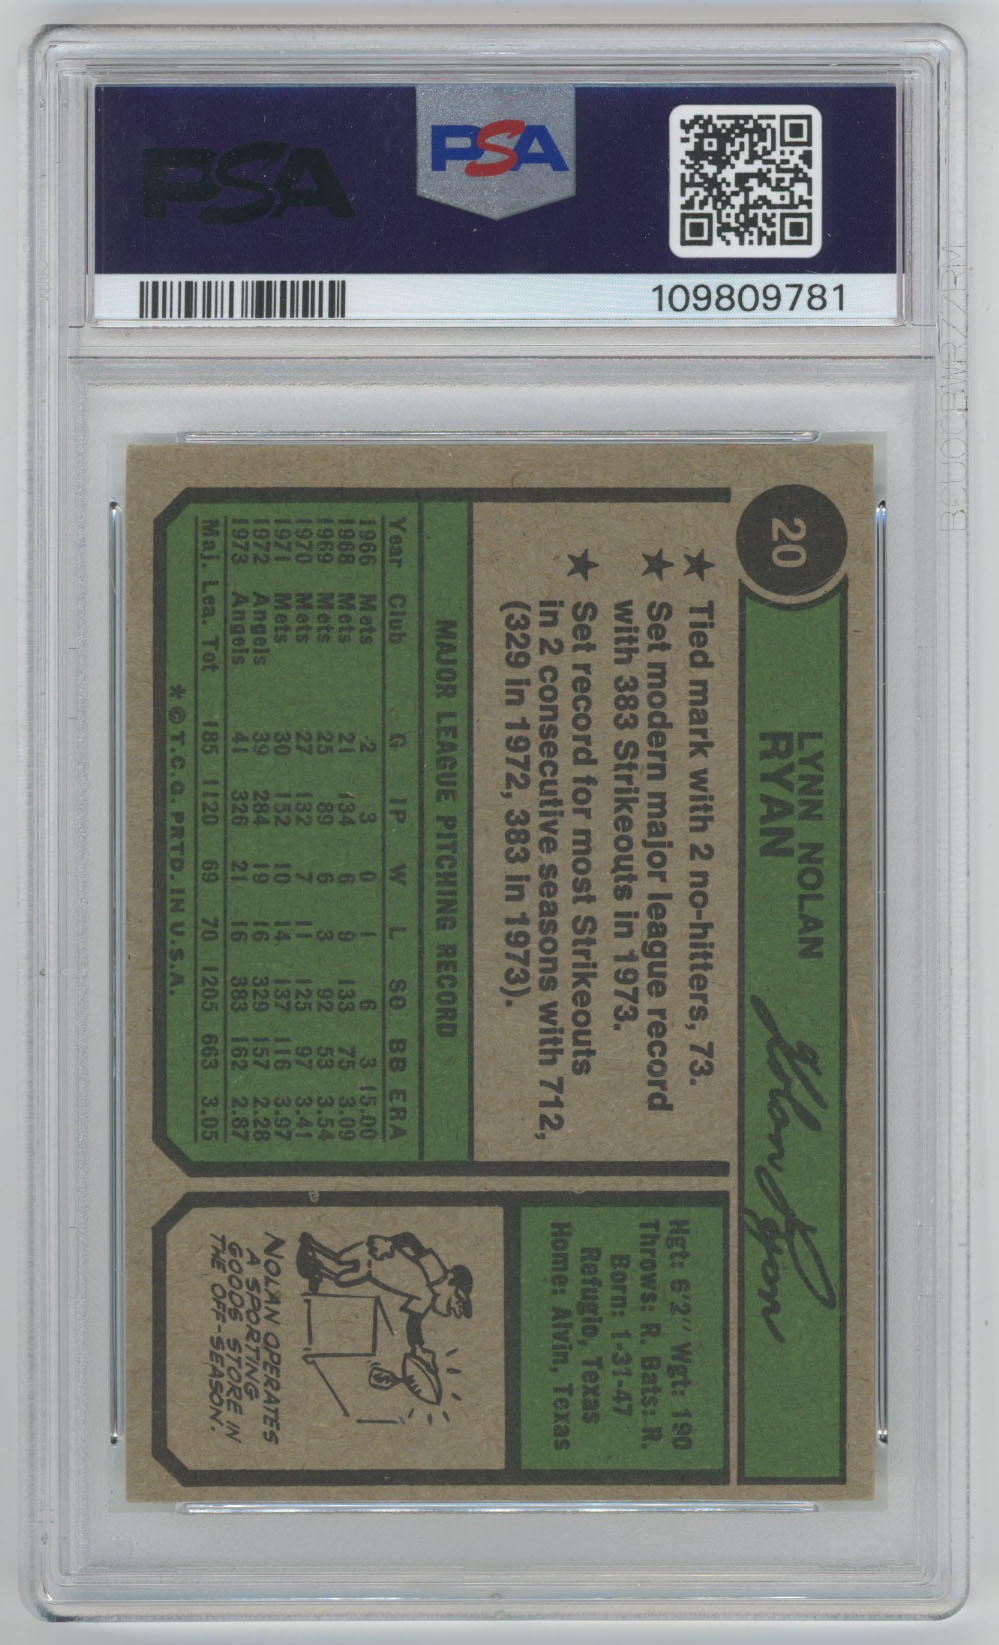 PSA
PSA
109809781
20
LYNN NOLAN
RYAN
Nolan Ryan
★ Tied mark with 2 no-hitters, 73.
★ Set modern major league record
with 383 Strikeouts in 1973.
★ Set record for most Strikeouts
in 2 consecutive seasons with 712,
(329 in 1972, 383 in 1973).
MAJOR LEAGUE PITCHING RECORD
Year Club G IP W L SO BB ERA
1966 Mets 2 3 0 1 6 3 15.00
1968 Mets 21 134 6 9 133 75 3.09
1969 Mets 25 89 6 3 92 53 3.54
1970 Mets 27 132 7 11 125 97 3.41
1971 Mets 30 152 10 14 137 116 3.97
1972 Angels 39 284 19 16 329 157 2.28
1973 Angels 41 326 21 16 383 162 2.87
Maj. Lea. Tot 185 1120 69 70 1205 663 3.05
* © T.C.G. PRTD. IN U.S.A.
Hgt: 6'2" Wgt: 190
Throws: R. Bats: R.
Born: 1-31-47
Refugio, Texas
Home: Alvin, Texas
NOLAN OPERATES
A SPORTING
GOODS STORE IN
THE OFF-SEASON.